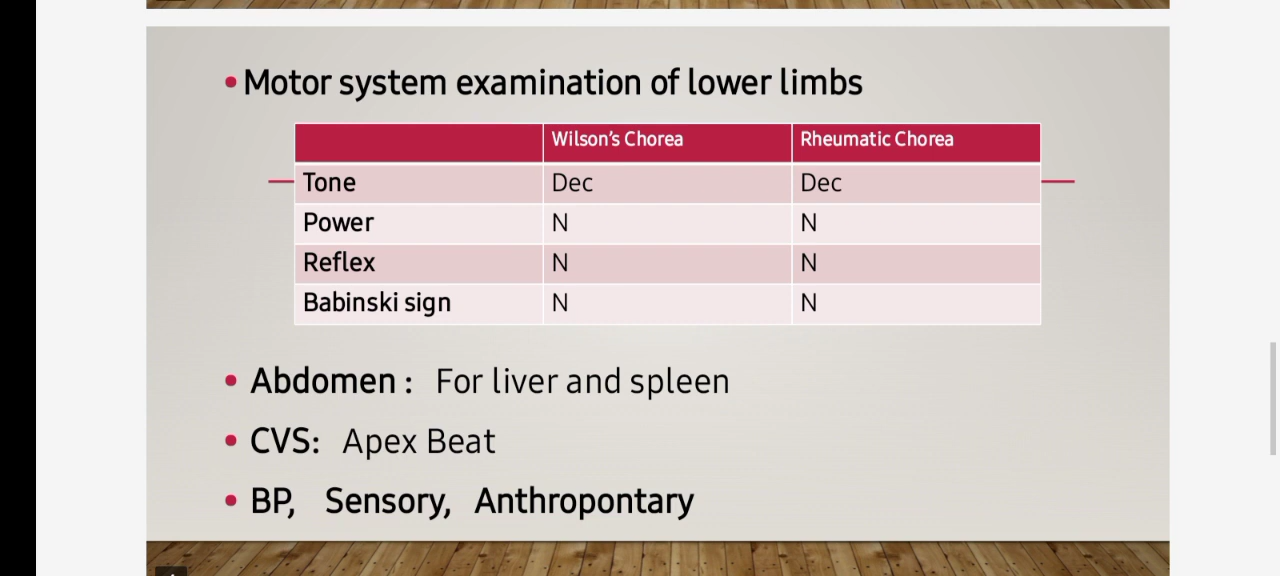 •Motor system examination of lower limbs
Wilson's Chorea Rheumatic Chorea
Tone Dec Dec
Power N N
Reflex N N
Babinski sign N N
• Abdomen : For liver and spleen
• CVS: Apex Beat
• BP, Sensory, Anthropontary